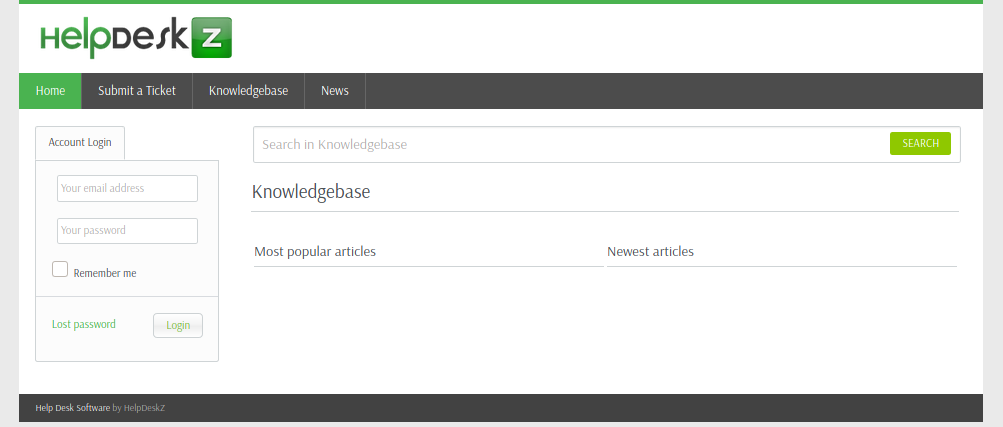 HelpDeskZ
Home Submit a Ticket Knowledgebase News
Account Login
Your email address
Your password
Remember me
Lost password Login
Search in Knowledgebase SEARCH
Knowledgebase
Most popular articles Newest articles
Help Desk Software by HelpDeskZ